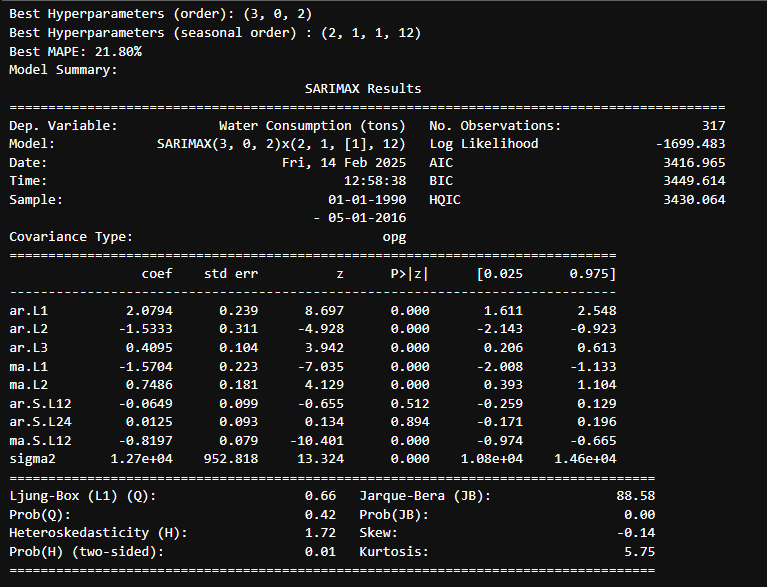 Best Hyperparameters (order): (3, 0, 2)
Best Hyperparameters (seasonal order) : (2, 1, 1, 12)
Best MAPE: 21.80%
Model Summary:
                                      SARIMAX Results
============================================================================================
Dep. Variable:             Water Consumption (tons)   No. Observations:                  317
Model:             SARIMAX(3, 0, 2)x(2, 1, [1], 12)   Log Likelihood               -1699.483
Date:                              Fri, 14 Feb 2025   AIC                           3416.965
Time:                                      12:58:38   BIC                           3449.614
Sample:                                  01-01-1990   HQIC                          3430.064
                                       - 05-01-2016
Covariance Type:                                opg
==============================================================================
                 coef    std err          z      P>|z|      [0.025      0.975]
------------------------------------------------------------------------------
ar.L1          2.0794      0.239      8.697      0.000       1.611       2.548
ar.L2         -1.5333      0.311     -4.928      0.000      -2.143      -0.923
ar.L3          0.4095      0.104      3.942      0.000       0.206       0.613
ma.L1         -1.5704      0.223     -7.035      0.000      -2.008      -1.133
ma.L2          0.7486      0.181      4.129      0.000       0.393       1.104
ar.S.L12      -0.0649      0.099     -0.655      0.512      -0.259       0.129
ar.S.L24       0.0125      0.093      0.134      0.894      -0.171       0.196
ma.S.L12      -0.8197      0.079    -10.401      0.000      -0.974      -0.665
sigma2       1.27e+04    952.818     13.324      0.000    1.08e+04    1.46e+04
===================================================================================
Ljung-Box (L1) (Q):                   0.66   Jarque-Bera (JB):                88.58
Prob(Q):                              0.42   Prob(JB):                         0.00
Heteroskedasticity (H):               1.72   Skew:                            -0.14
Prob(H) (two-sided):                  0.01   Kurtosis:                         5.75
===================================================================================